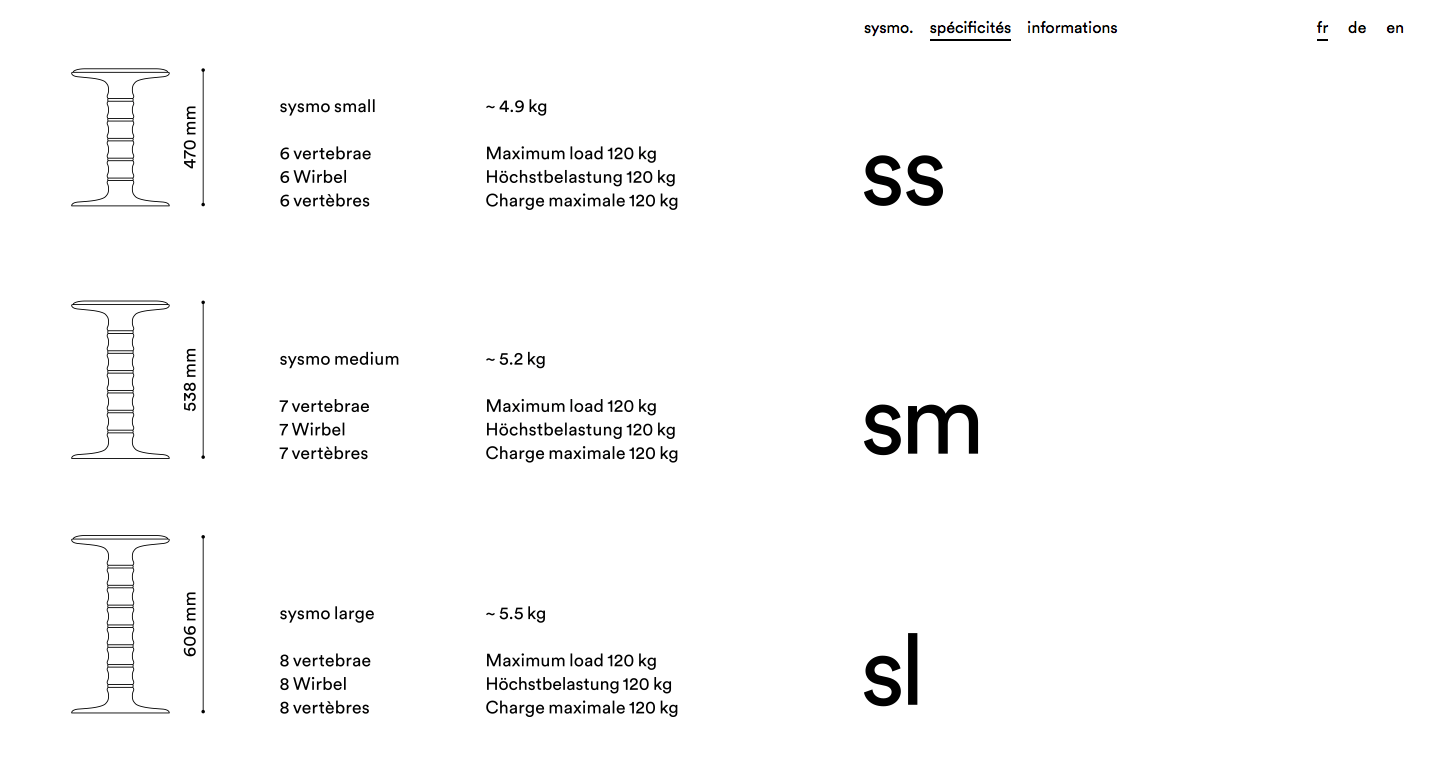 sysmo. spécificités informations fr de en
470 mm
sysmo small ~ 4.9 kg
6 vertebrae Maximum load 120 kg
6 Wirbel Höchstbelastung 120 kg
6 vertèbres Charge maximale 120 kg
ss
538 mm
sysmo medium ~ 5.2 kg
7 vertebrae Maximum load 120 kg
7 Wirbel Höchstbelastung 120 kg
7 vertèbres Charge maximale 120 kg
sm
606 mm
sysmo large ~ 5.5 kg
8 vertebrae Maximum load 120 kg
8 Wirbel Höchstbelastung 120 kg
8 vertèbres Charge maximale 120 kg
sl